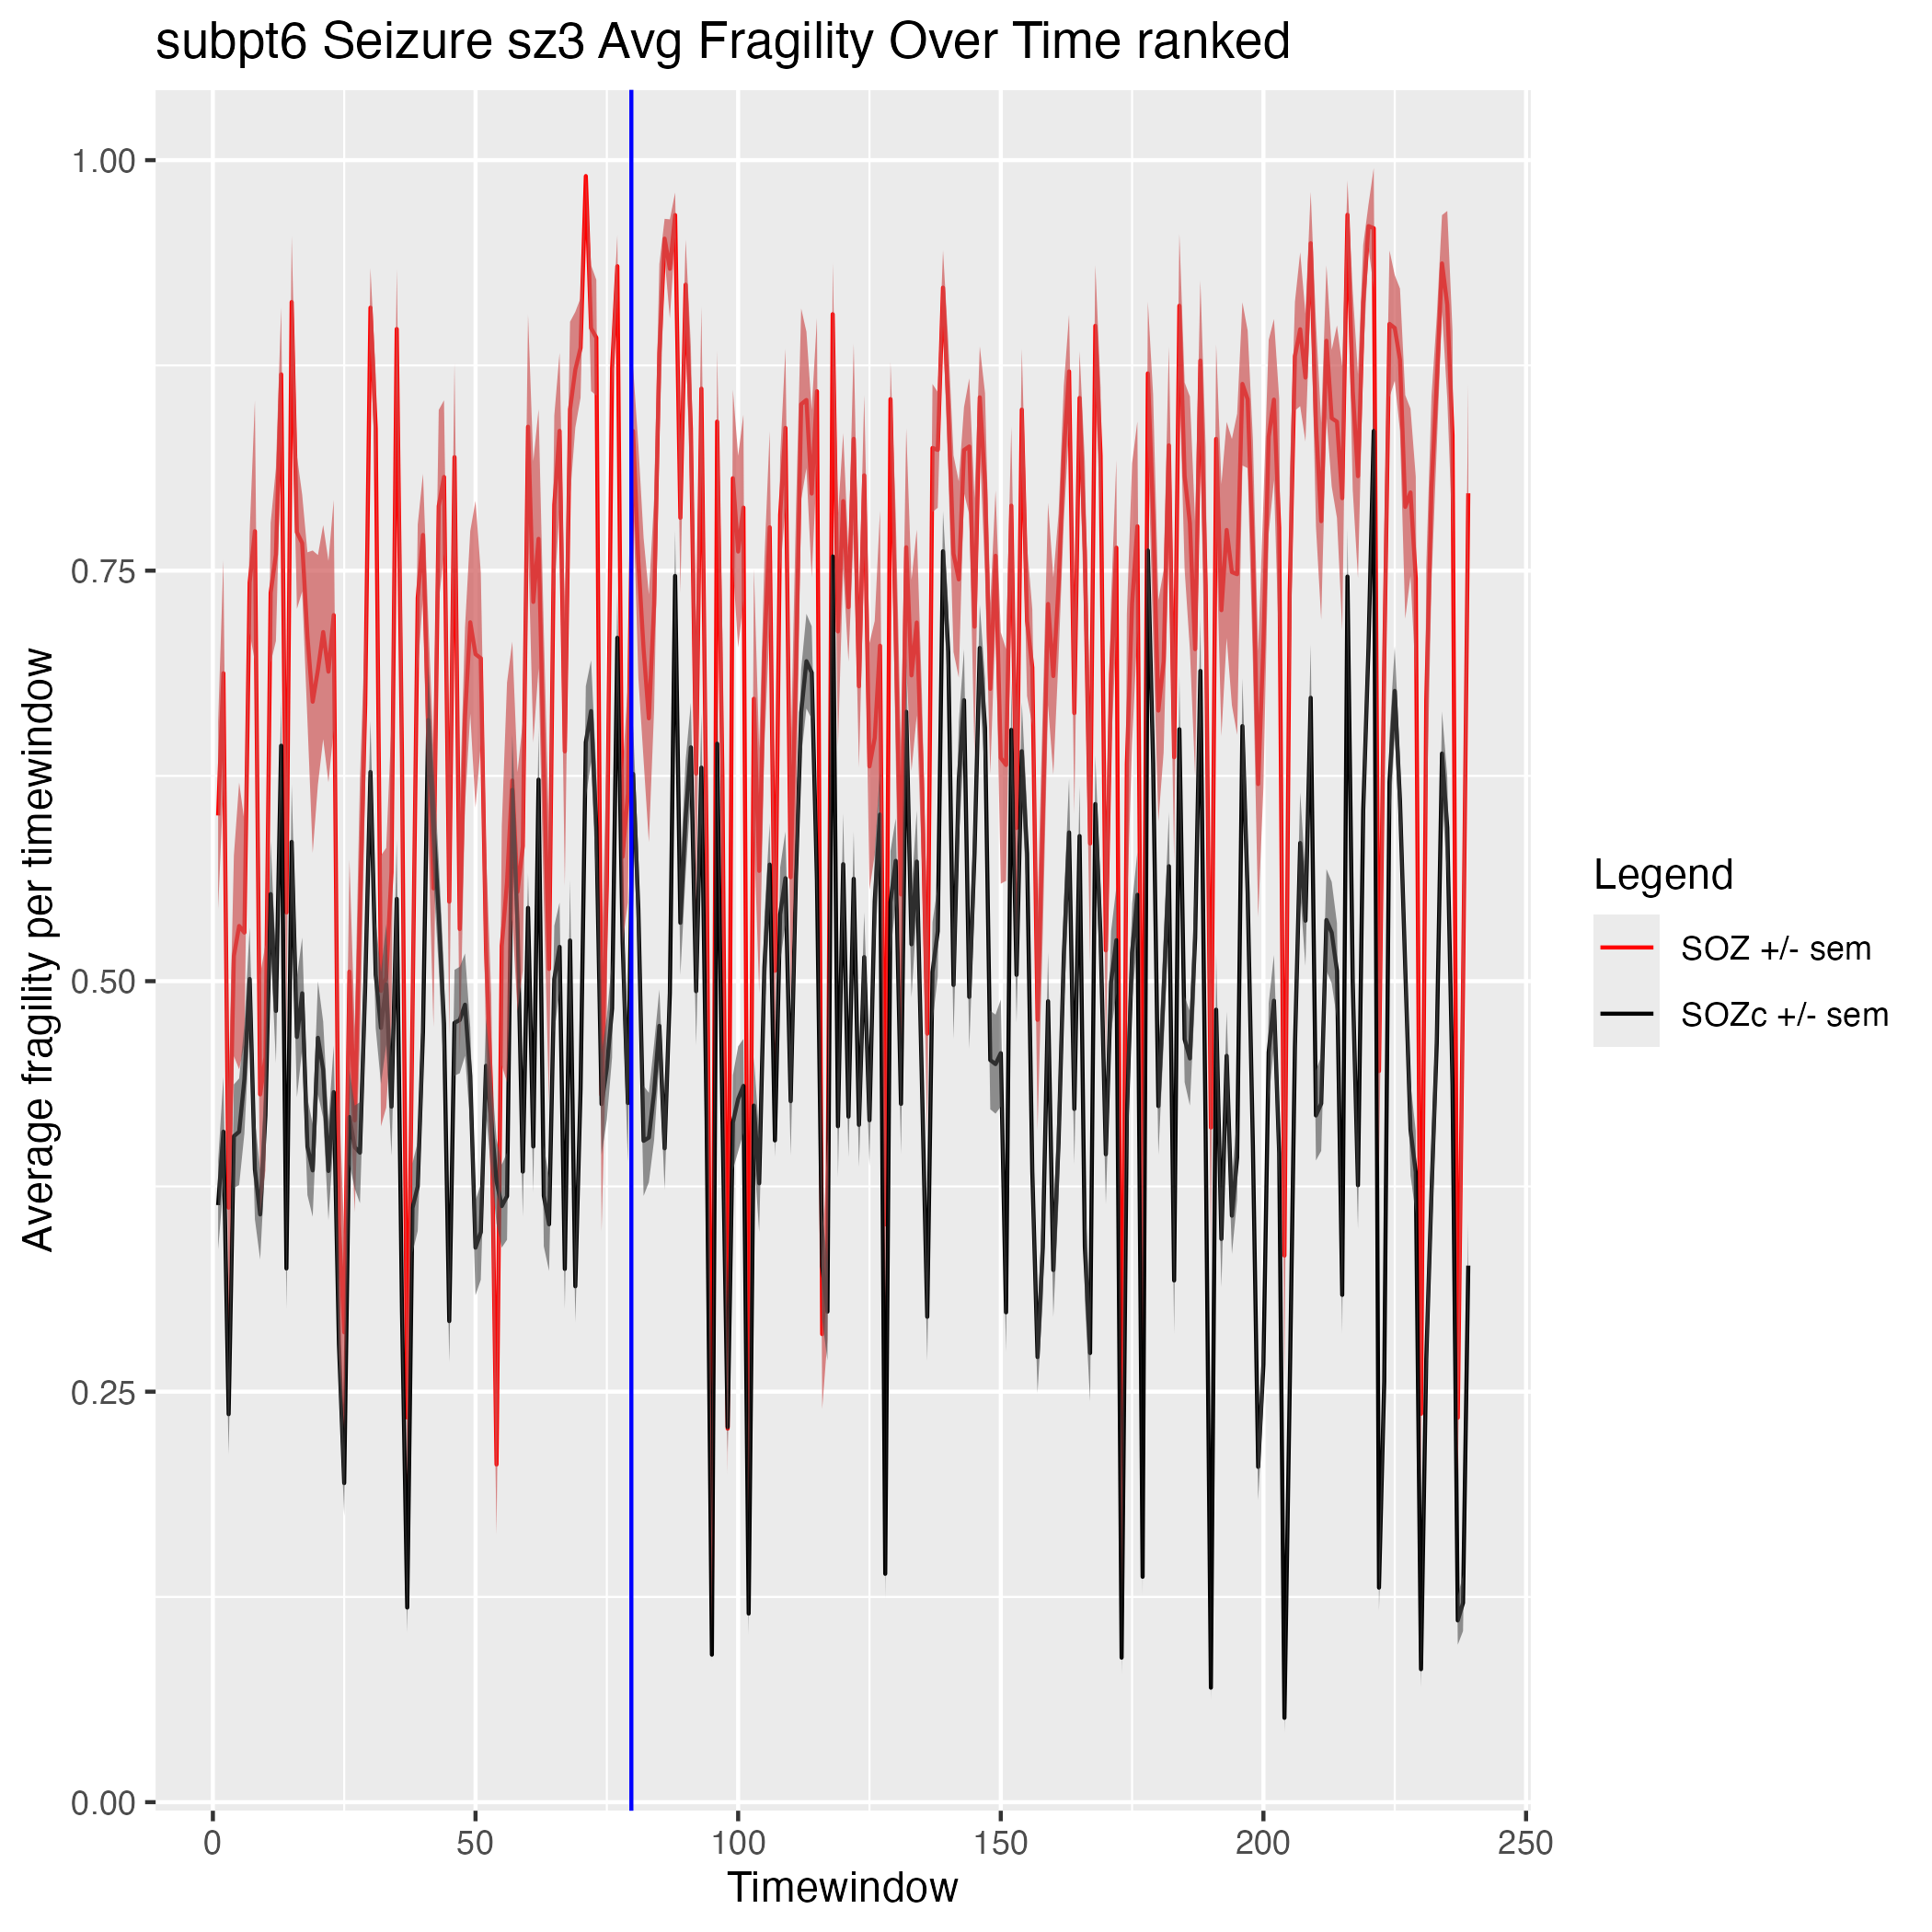 subpt6 Seizure sz3 Avg Fragility Over Time ranked
Average fragility per timewindow
1.00
0.75
0.50
0.25
0.00
0 50 100 150 200 250
Timewindow
Legend
SOZ +/- sem
SOZc +/- sem